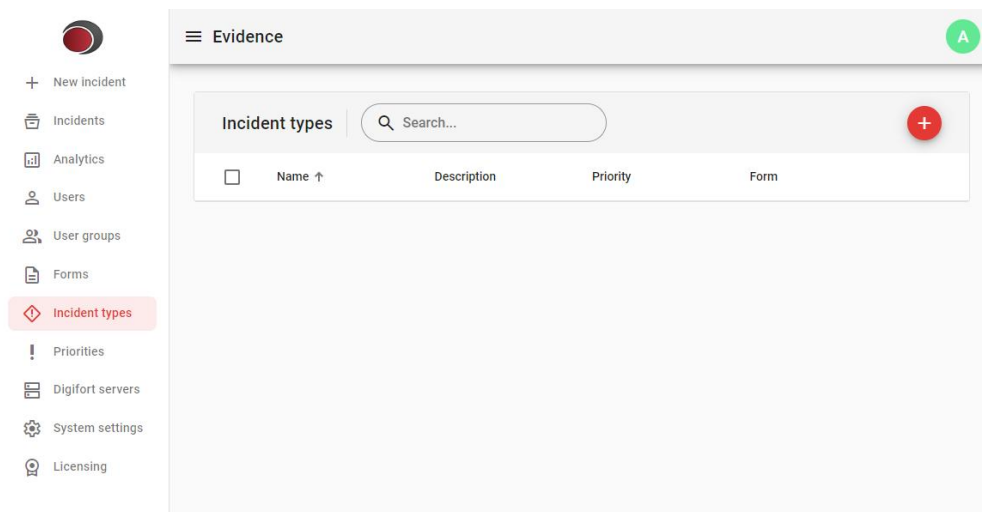 Evidence
A
New incident
Incidents
Analytics
Users
User groups
Forms
Incident types
Priorities
Digifort servers
System settings
Licensing
Incident types
Search...
Name Description Priority Form